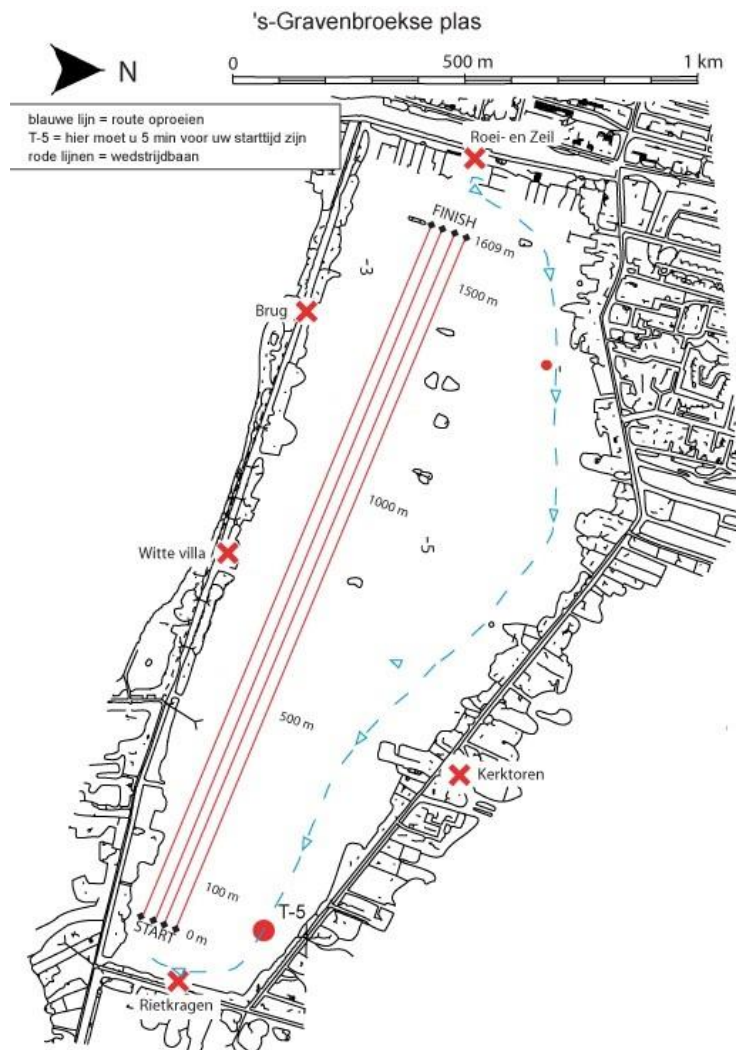 's-Gravenbroekse plas
N
0 500 m 1 km
blauwe lijn = route oproeien
T-5 = hier moet u 5 min voor uw starttijd zijn
rode lijnen = wedstrijdbaan
Roei- en Zeil
FINISH
1609 m
-3
1500 m
Brug
1000 m
-5
Witte villa
500 m
Kerktoren
100 m
T-5
START
0 m
Rietkragen